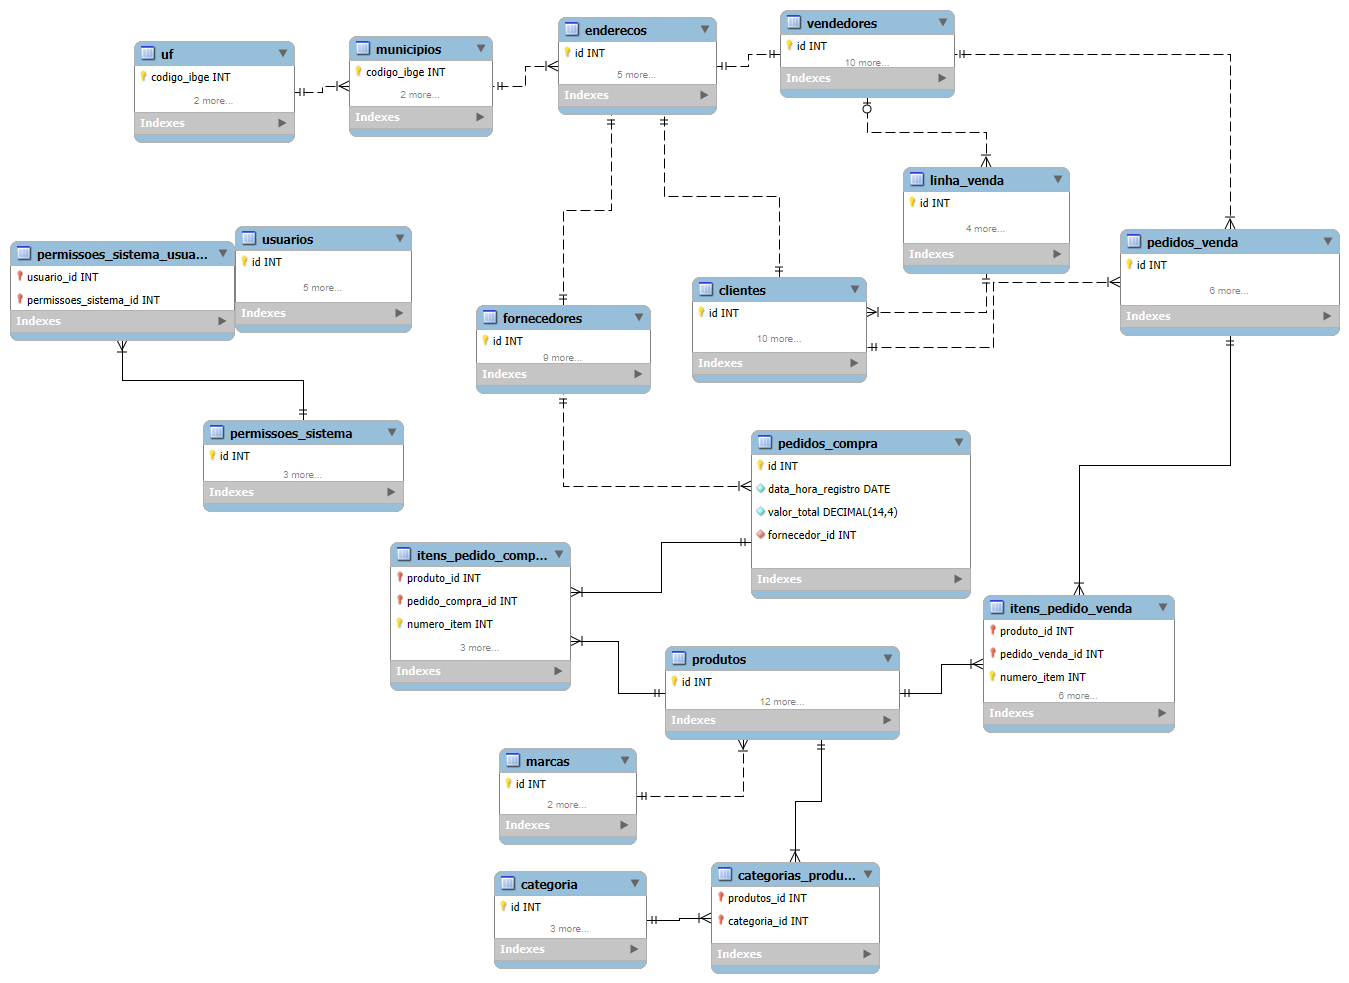 uf
codigo_ibge INT
2 more...
Indexes
municipios
codigo_ibge INT
2 more...
Indexes
enderecos
id INT
5 more...
Indexes
vendedores
id INT
10 more...
Indexes
linha_venda
id INT
4 more...
Indexes
pedidos_venda
id INT
6 more...
Indexes
permissoes_sistema_usua...
usuario_id INT
permissoes_sistema_id INT
Indexes
usuarios
id INT
5 more...
Indexes
clientes
id INT
10 more...
Indexes
fornecedores
id INT
9 more...
Indexes
permissoes_sistema
id INT
3 more...
Indexes
pedidos_compra
id INT
data_hora_registro DATE
valor_total DECIMAL(14,4)
fornecedor_id INT
Indexes
itens_pedido_comp...
produto_id INT
pedido_compra_id INT
numero_item INT
3 more...
Indexes
itens_pedido_venda
produto_id INT
pedido_venda_id INT
numero_item INT
6 more...
Indexes
produtos
id INT
12 more...
Indexes
marcas
id INT
2 more...
Indexes
categoria
id INT
3 more...
Indexes
categorias_produ...
produtos_id INT
categoria_id INT
Indexes